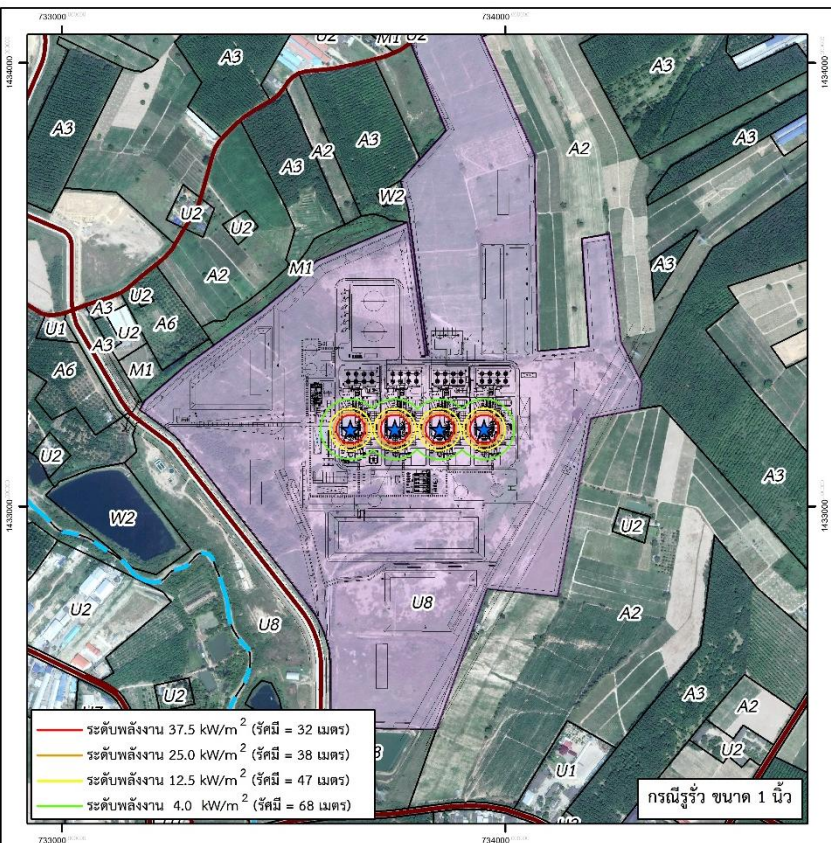 733000
734000
U2
M1
U2
1434000
1434000
A3
A3
A3
A2
A3
A2
A3
W2
U2
U2
A2
M1
A3
A3
U2
U2
A6
U1
A3
M1
A6
A3
U2
1433000
1433000
W2
U2
U2
U8
U8
A2
U2
A3
A2
U2
U1
ระดับพลังงาน 37.5 kW/m² (รัศมี = 32 เมตร)
ระดับพลังงาน 25.0 kW/m² (รัศมี = 38 เมตร)
ระดับพลังงาน 12.5 kW/m² (รัศมี = 47 เมตร)
ระดับพลังงาน 4.0 kW/m² (รัศมี = 68 เมตร)
กรณีรูรั่ว ขนาด 1 นิ้ว
733000
734000